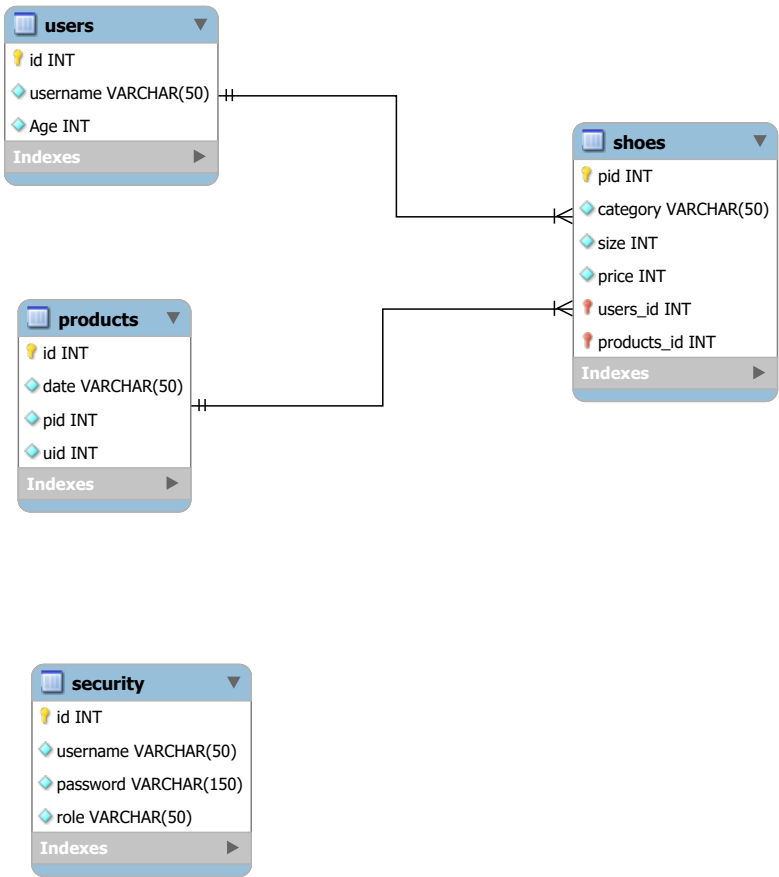 users
id INT
username VARCHAR(50)
Age INT
Indexes
shoes
pid INT
category VARCHAR(50)
size INT
price INT
users_id INT
products_id INT
Indexes
products
id INT
date VARCHAR(50)
pid INT
uid INT
Indexes
security
id INT
username VARCHAR(50)
password VARCHAR(150)
role VARCHAR(50)
Indexes